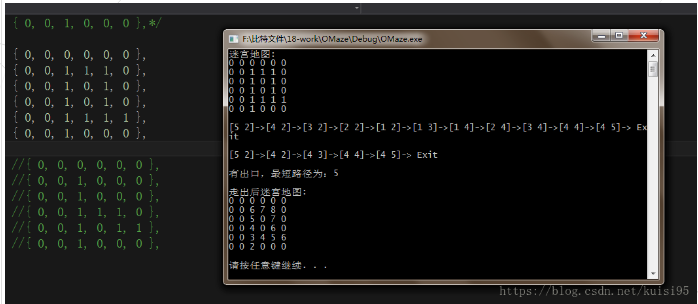 { 0, 0, 1, 0, 0, 0 },*/
{ 0, 0, 0, 0, 0, 0 },
{ 0, 0, 1, 1, 1, 0 },
{ 0, 0, 1, 0, 1, 0 },
{ 0, 0, 1, 0, 1, 0 },
{ 0, 0, 1, 1, 1, 1 },
{ 0, 0, 1, 0, 0, 0 },
//{ 0, 0, 0, 0, 0, 0 },
//{ 0, 0, 1, 0, 0, 0 },
//{ 0, 0, 1, 0, 0, 0 },
//{ 0, 0, 1, 1, 1, 0 },
//{ 0, 0, 1, 0, 1, 1 },
//{ 0, 0, 1, 0, 0, 0 },
F:\比特文件\18-work\OMaze\Debug\OMaze.exe
迷宫地图:
0 0 0 0 0 0
0 0 1 1 1 0
0 0 1 0 1 0
0 0 1 0 1 0
0 0 1 1 1 1
0 0 1 0 0 0
[5 2]->[4 2]->[3 2]->[2 2]->[1 2]->[1 3]->[1 4]->[2 4]->[3 4]->[4 4]->[4 5]-> Ex
it
[5 2]->[4 2]->[4 3]->[4 4]->[4 5]-> Exit
有出口，最短路径为：5
走出后迷宫地图:
0 0 0 0 0 0
0 0 6 7 8 0
0 0 5 0 7 0
0 0 4 0 6 0
0 0 3 4 5 6
0 0 2 0 0 0
请按任意键继续. . .
https://blog.csdn.net/kuisi95